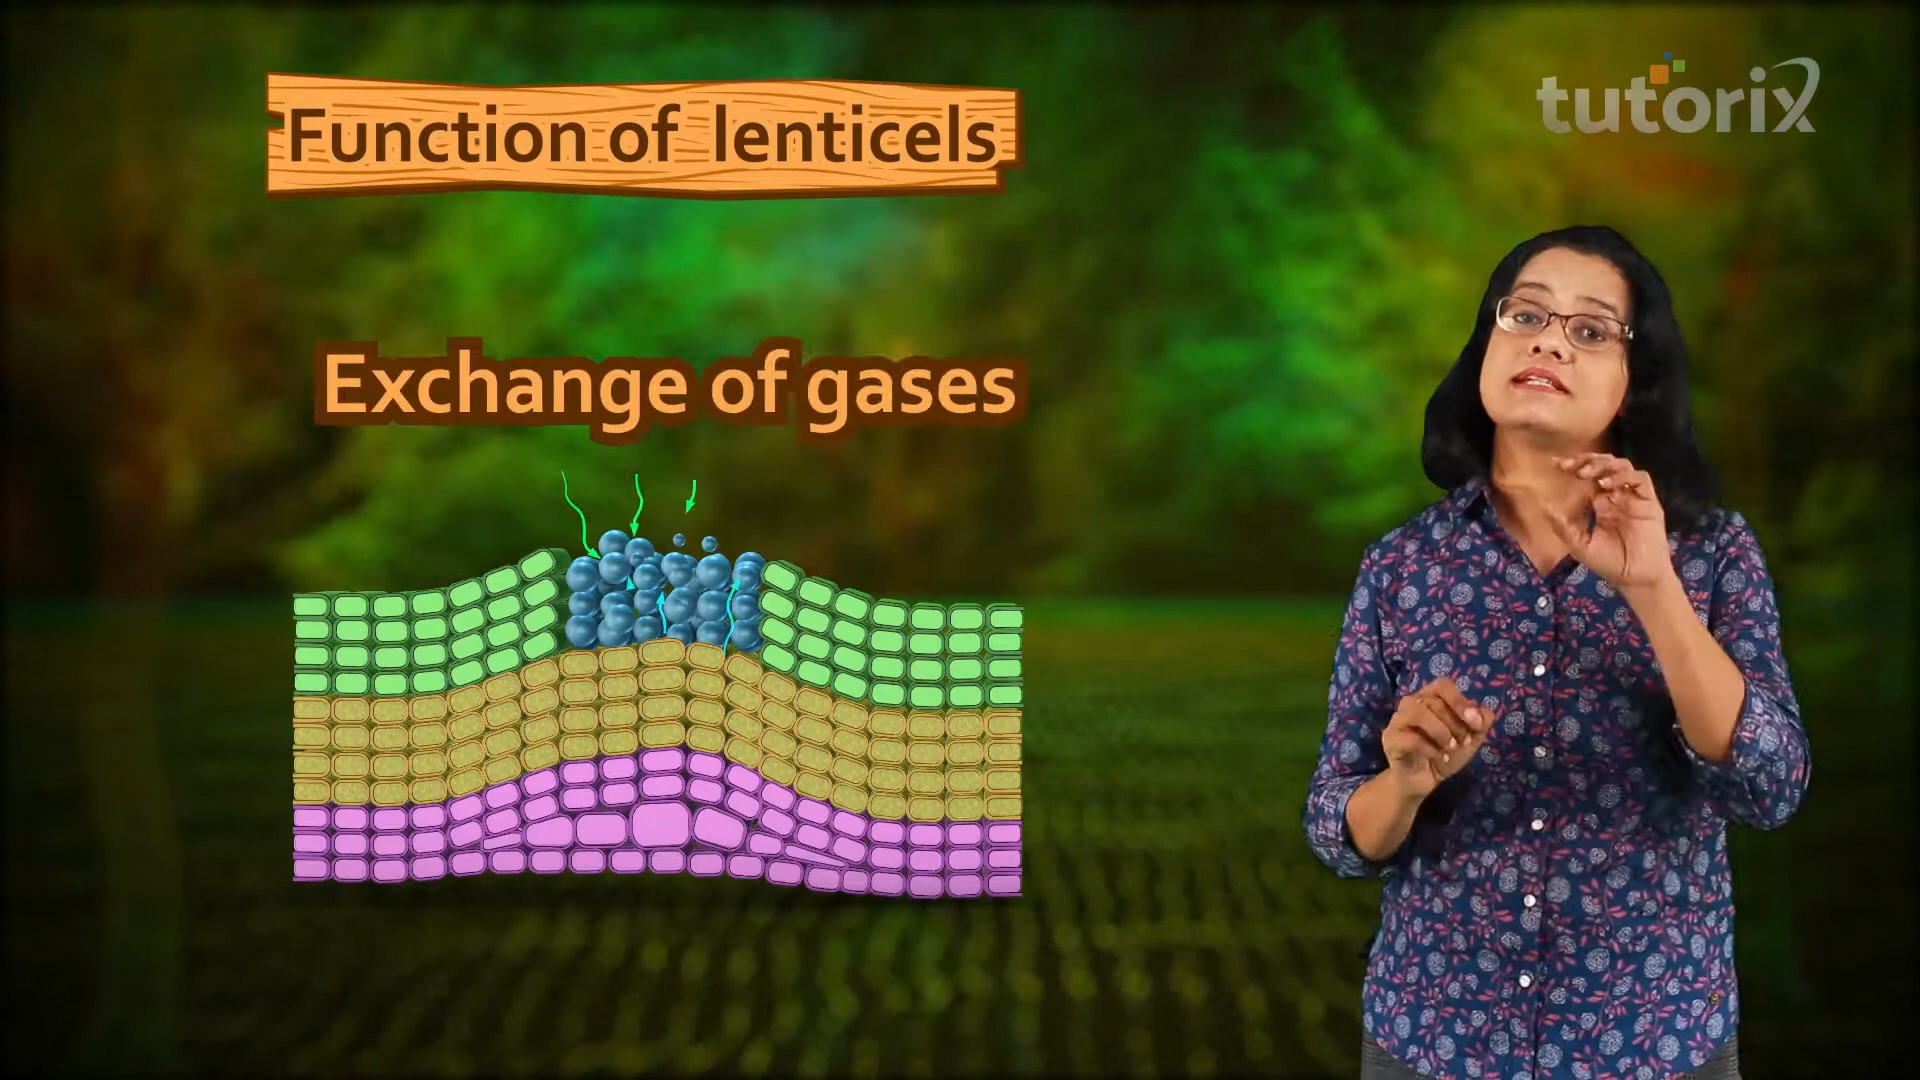 Function of lenticels
tutorix
Exchange of gases